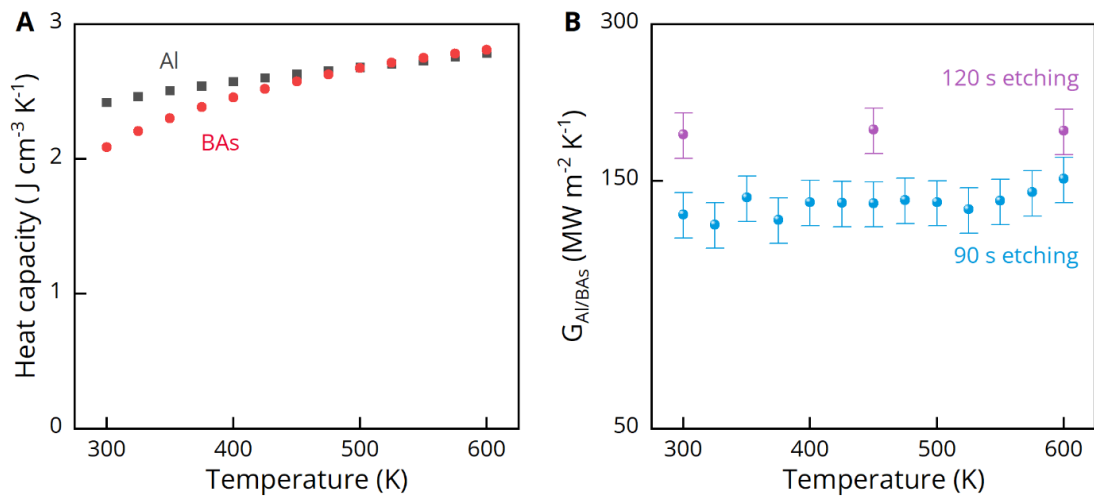 A
Heat capacity ( J cm⁻³ K⁻¹)
3
2
1
0
Al
BAs
300
400
500
600
Temperature (K)
B
G_Al/BAs (MW m⁻² K⁻¹)
300
150
50
120 s etching
90 s etching
300
400
500
600
Temperature (K)